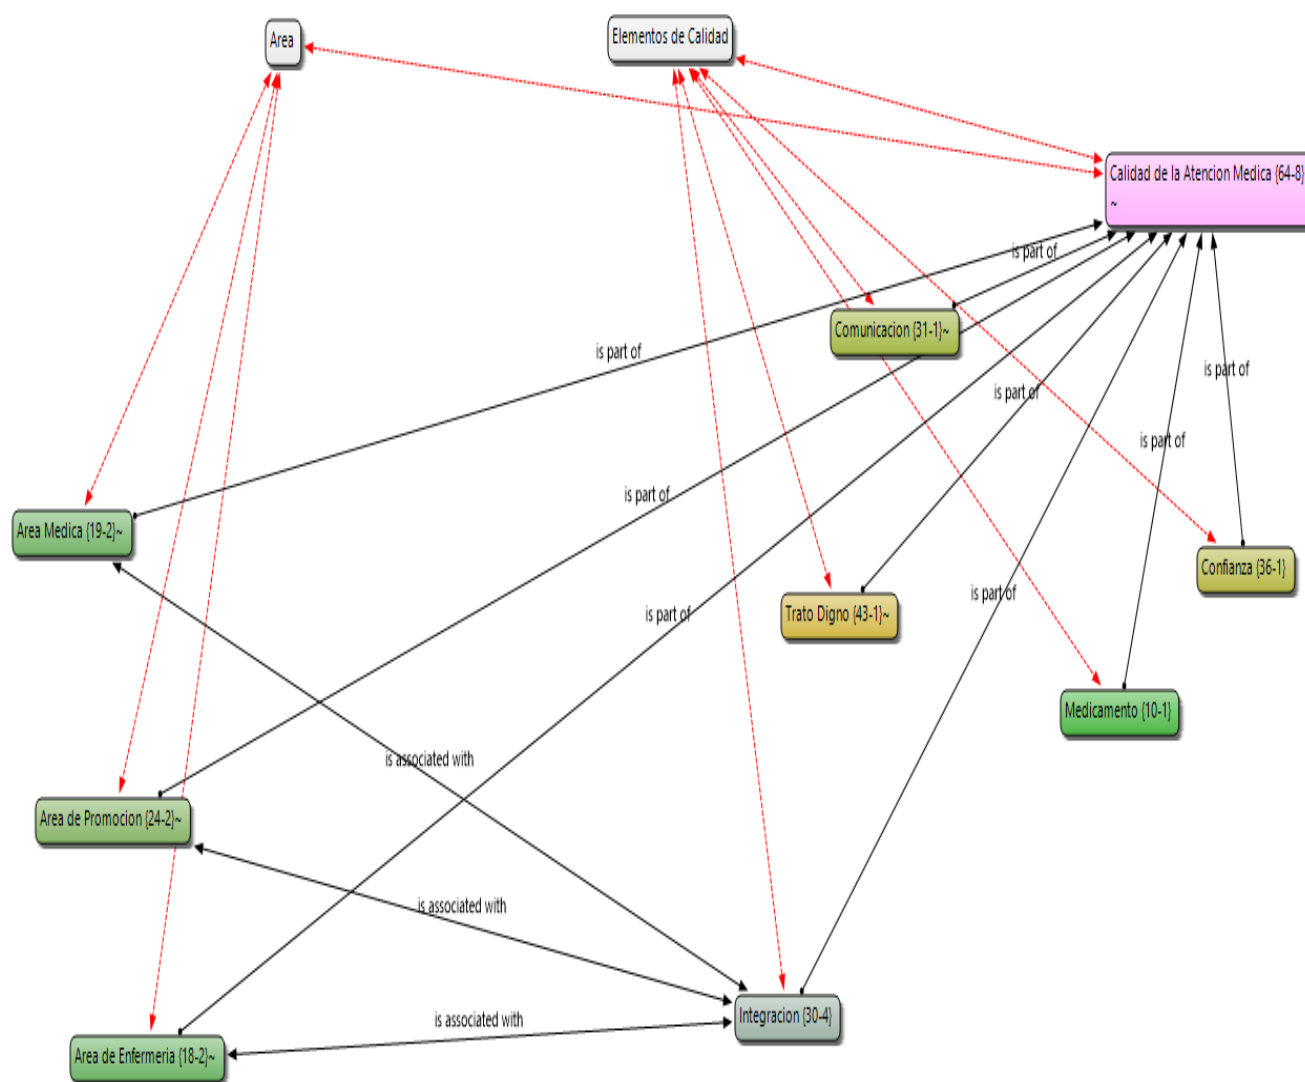 Area
Elementos de Calidad
Calidad de la Atencion Medica {64-8}
~
is part of
Comunicacion {31-1}~
is part of
is part of
is part of
is part of
is part of
Area Medica {19-2}~
Confianza {36-1}
is part of
is part of
Trato Digno {43-1}~
Medicamento {10-1}
is associated with
Area de Promocion {24-2}~
is associated with
Integracion {30-4}
is associated with
Area de Enfermeria {18-2}~